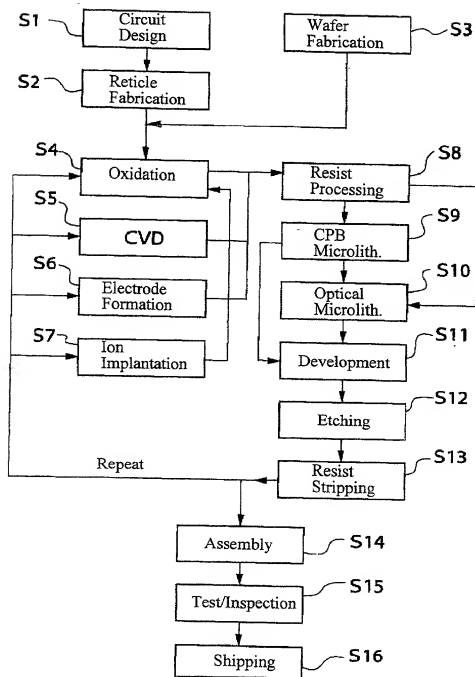 S1
Circuit
Design
S2
Reticle
Fabrication
Wafer
Fabrication
S3
S4
Oxidation
S5
CVD
S6
Electrode
Formation
S7
Ion
Implantation
Resist
Processing
S8
CPB
Microlith.
S9
Optical
Microlith.
S10
Development
S11
Etching
S12
Resist
Stripping
S13
Repeat
Assembly
S14
Test/Inspection
S15
Shipping
S16